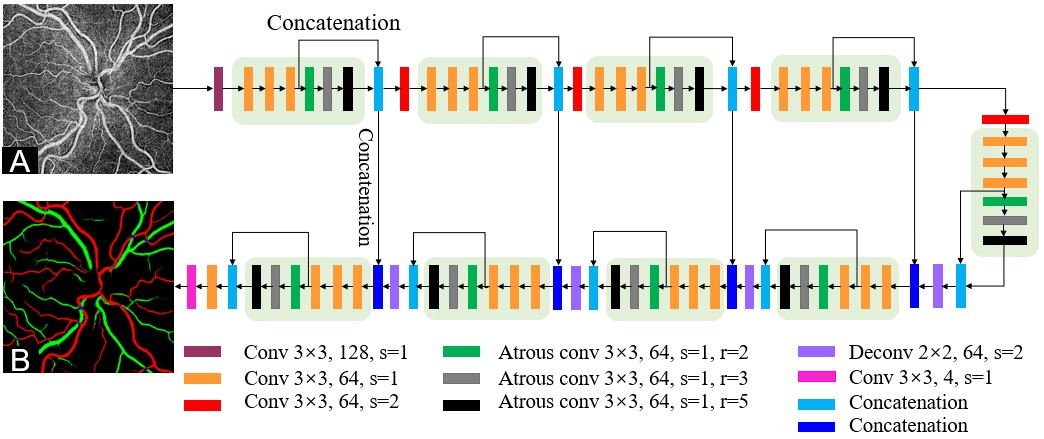 Concatenation
A
Concatenation
B
Conv 3×3, 128, s=1
Atrous conv 3×3, 64, s=1, r=2
Deconv 2×2, 64, s=2
Conv 3×3, 64, s=1
Atrous conv 3×3, 64, s=1, r=3
Conv 3×3, 4, s=1
Conv 3×3, 64, s=2
Atrous conv 3×3, 64, s=1, r=5
Concatenation
Concatenation